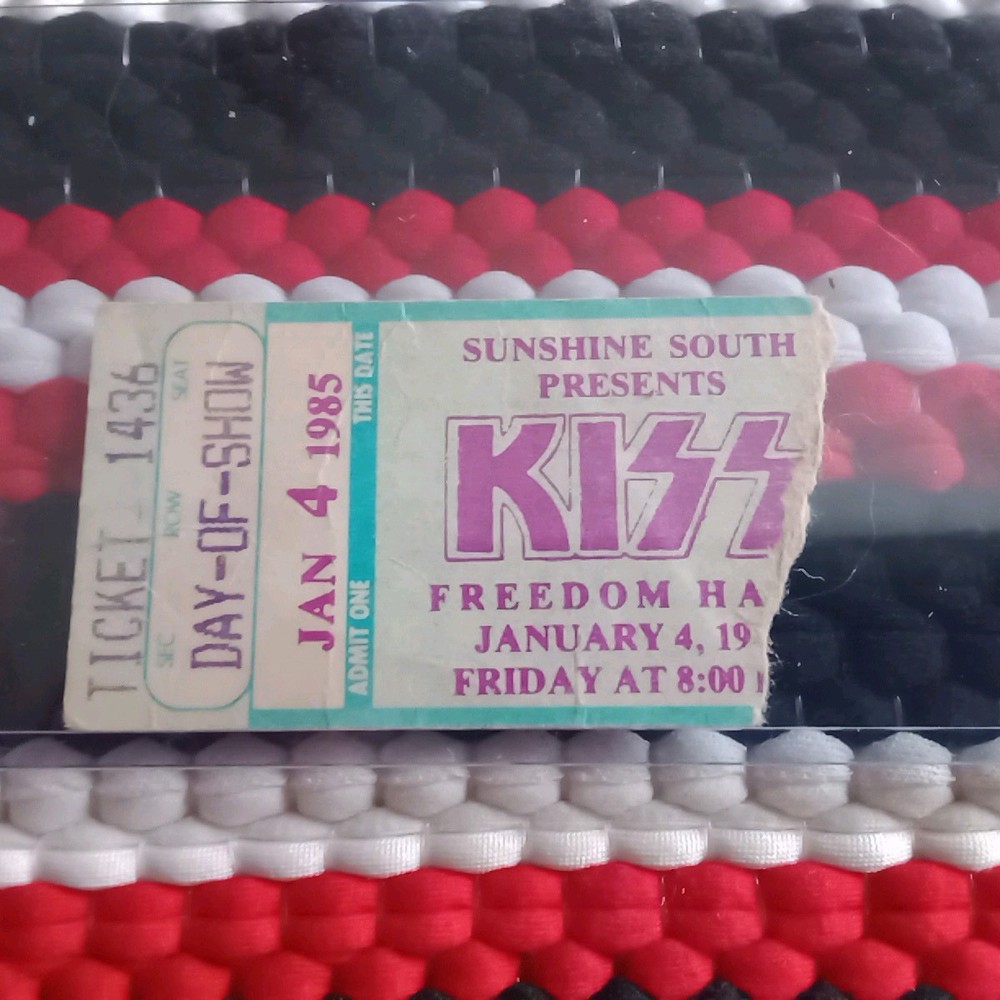 TICKET 1436
SEC ROW SEAT
DAY-OF-SHOW
JAN 4 1985
ADMIT ONE THIS DATE
SUNSHINE SOUTH
PRESENTS
KISS
FREEDOM HA
JANUARY 4, 19
FRIDAY AT 8:00